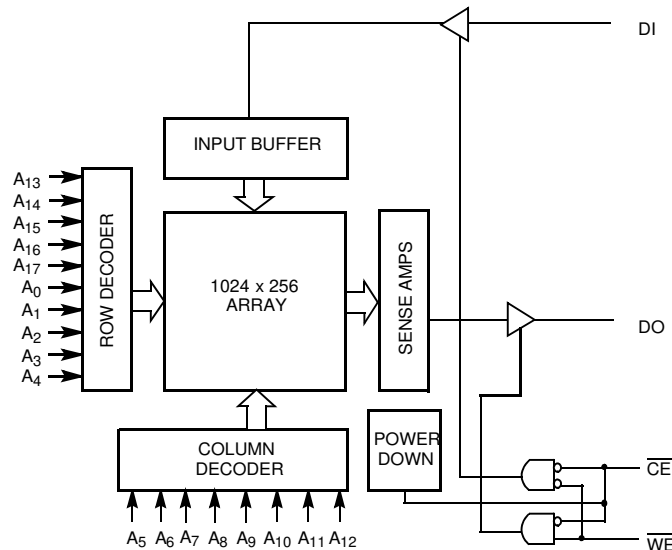 DI
INPUT BUFFER
A13
A14
A15
A16
A17
A0
A1
A2
A3
A4
ROW DECODER
1024 x 256
ARRAY
SENSE AMPS
DO
COLUMN
DECODER
POWER
DOWN
CE
WE
A5 A6 A7 A8 A9 A10 A11 A12